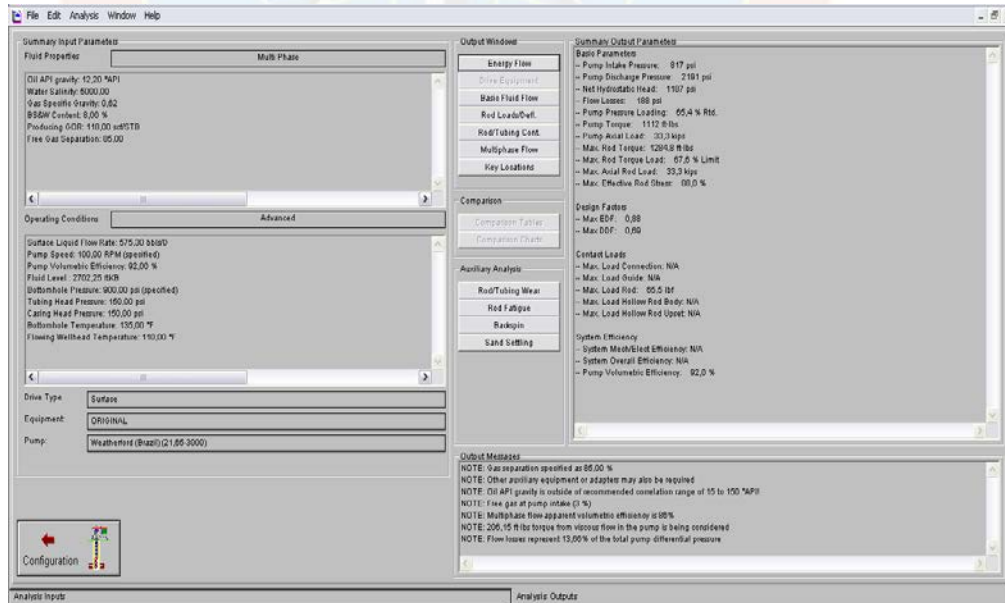 File Edit Analysis Window Help
Summary Input Parameters
Fluid Properties
Multi Phase
Oil API gravity: 12,20 °API
Water Salinity: 6000,00
Gas Specific Gravity: 0,62
BS&W Content: 8,00 %
Producing GOR: 118,00 scf/STB
Free Gas Separation: 85,00
Operating Conditions
Advanced
Surface Liquid Flow Rate: 575,00 bbls/D
Pump Speed: 100,00 RPM (specified)
Pump Volumetric Efficiency: 92,00 %
Fluid Level: 2702,25 ftKB
Bottomhole Pressure: 900,00 psi (specified)
Tubing Head Pressure: 150,00 psi
Casing Head Pressure: 150,00 psi
Bottomhole Temperature: 135,00 °F
Flowing Wellhead Temperature: 110,00 °F
Drive Type
Surface
Equipment:
ORIGINAL
Pump:
Weatherford (Brazil) (21,66-3000)
Configuration
Analysis Inputs
Output Windows
Energy Flow
Drive Equipment
Basic Fluid Flow
Rod Loads/Defl.
Rod/Tubing Cont.
Multiphase Flow
Key Locations
Comparison
Comparison Tables
Comparison Charts
Auxiliary Analysis
Rod/Tubing Wear
Rod Fatigue
Backspin
Sand Settling
Summary Output Parameters
Basic Parameters
-- Pump Intake Pressure: 817 psi
-- Pump Discharge Pressure: 2191 psi
-- Net Hydrostatic Head: 1187 psi
-- Flow Losses: 188 psi
-- Pump Pressure Loading: 65,4 % Rtd.
-- Pump Torque: 1112 ft·lbs
-- Pump Axial Load: 33,3 kips
-- Max. Rod Torque: 1284,8 ft·lbs
-- Max. Rod Torque Load: 67,6 % Limit
-- Max. Axial Rod Load: 33,3 kips
-- Max. Effective Rod Stress: 88,0 %
Design Factors
-- Max EDF: 0,88
-- Max DDF: 0,69
Contact Loads
-- Max. Load Connection: N/A
-- Max. Load Guide: N/A
-- Max. Load Rod: 65,5 lbf
-- Max. Load Hollow Rod Body: N/A
-- Max. Load Hollow Rod Upset: N/A
System Efficiency
-- System Mech/Elect Efficiency: N/A
-- System Overall Efficiency: N/A
-- Pump Volumetric Efficiency: 92,0 %
Output Messages
NOTE: Gas separation specified as 85,00 %
NOTE: Other auxiliary equipment or adapters may also be required
NOTE: Oil API gravity is outside of recommended correlation range of 15 to 150 °API!
NOTE: Free gas at pump intake (3 %)
NOTE: Multiphase flow apparent volumetric efficiency is 86%
NOTE: 206,15 ft·lbs torque from viscous flow in the pump is being considered
NOTE: Flow losses represent 13,66% of the total pump differential pressure
Analysis Outputs